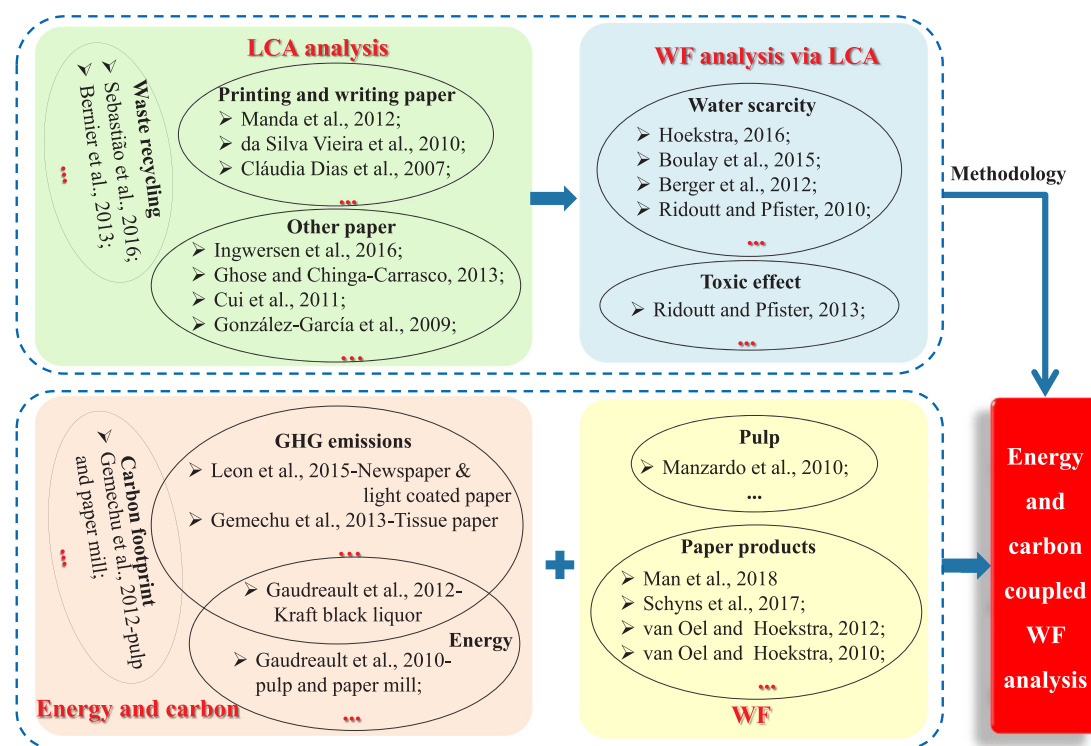 LCA analysis
Waste recycling
➢ Sebastião et al., 2016;
➢ Bernier et al., 2013;
...
Printing and writing paper
➢ Manda et al., 2012;
➢ da Silva Vieira et al., 2010;
➢ Cláudia Dias et al., 2007;
...
Other paper
➢ Ingwersen et al., 2016;
➢ Ghose and Chinga-Carrasco, 2013;
➢ Cui et al., 2011;
➢ González-García et al., 2009;
...
WF analysis via LCA
Water scarcity
➢ Hoekstra, 2016;
➢ Boulay et al., 2015;
➢ Berger et al., 2012;
➢ Ridoutt and Pfister, 2010;
...
Toxic effect
➢ Ridoutt and Pfister, 2013;
...
Methodology
Carbon footprint
➢ Gemechu et al., 2012-pulp
and paper mill;
...
GHG emissions
➢ Leon et al., 2015-Newspaper &
light coated paper
➢ Gemechu et al., 2013-Tissue paper
...
➢ Gaudreault et al., 2012-
Kraft black liquor
Energy
➢ Gaudreault et al., 2010-
pulp and paper mill;
...
Energy and carbon
Pulp
➢ Manzardo et al., 2010;
...
Paper products
➢ Man et al., 2018
➢ Schyns et al., 2017;
➢ van Oel and Hoekstra, 2012;
➢ van Oel and Hoekstra, 2010;
...
WF
Energy
and
carbon
coupled
WF
analysis